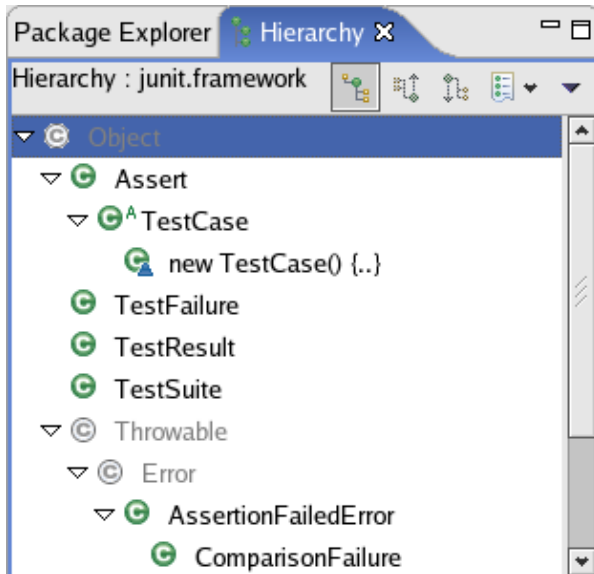 Package Explorer Hierarchy
Hierarchy : junit.framework
Object
Assert
A TestCase
new TestCase() {..}
TestFailure
TestResult
TestSuite
Throwable
Error
AssertionFailedError
ComparisonFailure